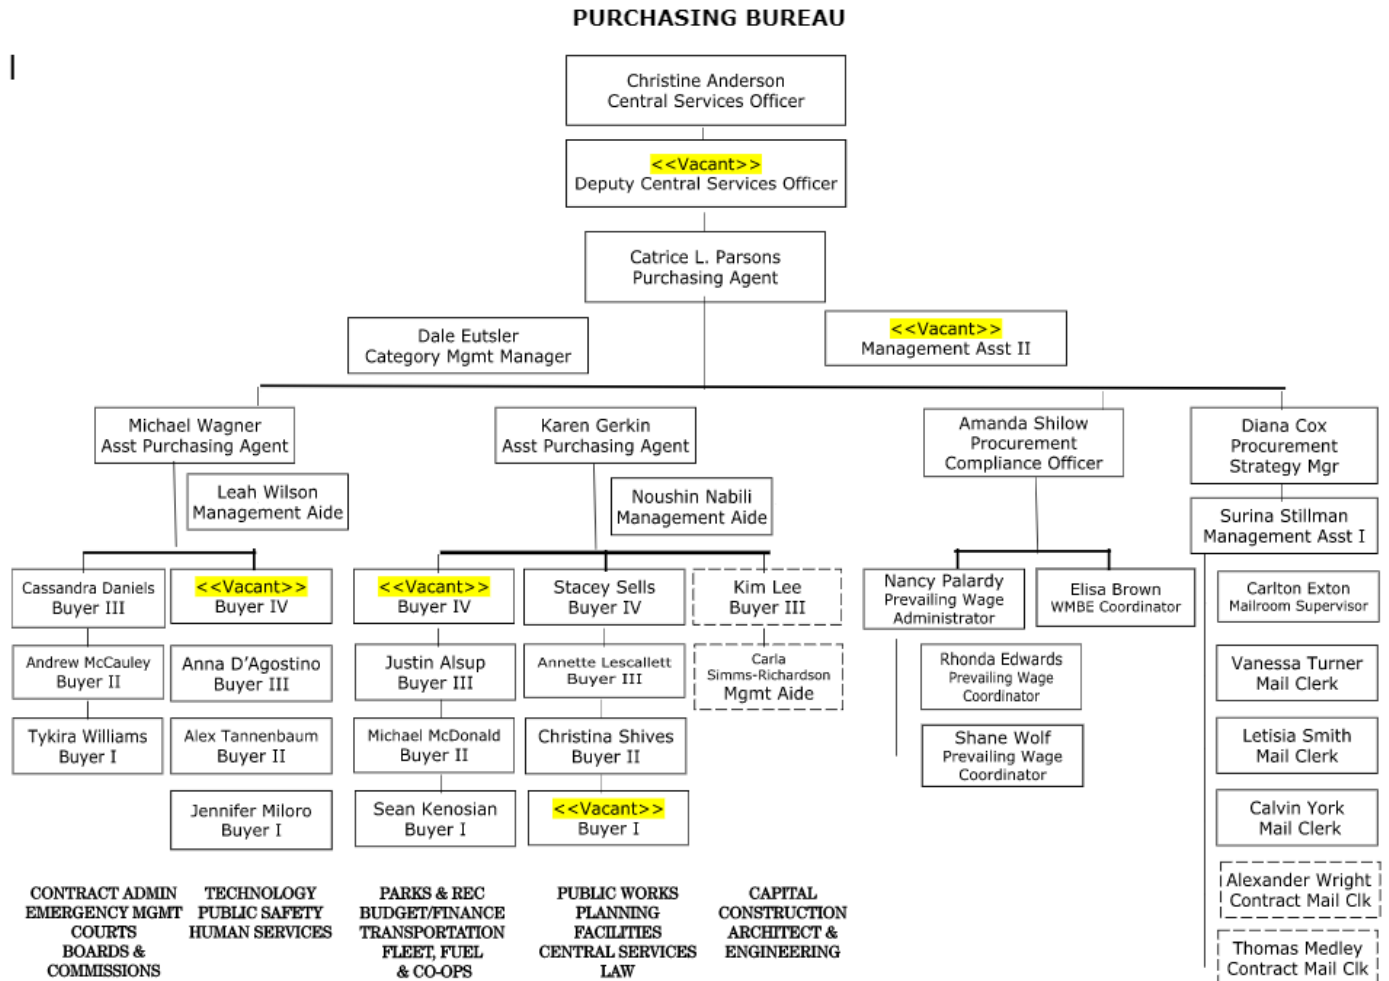 PURCHASING BUREAU
Christine Anderson
Central Services Officer
<<Vacant>>
Deputy Central Services Officer
Catrice L. Parsons
Purchasing Agent
Dale Eutsler
Category Mgmt Manager
<<Vacant>>
Management Asst II
Michael Wagner
Asst Purchasing Agent
Karen Gerkin
Asst Purchasing Agent
Amanda Shilow
Procurement
Compliance Officer
Diana Cox
Procurement
Strategy Mgr
Leah Wilson
Management Aide
Noushin Nabili
Management Aide
Surina Stillman
Management Asst I
Cassandra Daniels
Buyer III
<<Vacant>>
Buyer IV
<<Vacant>>
Buyer IV
Stacey Sells
Buyer IV
Kim Lee
Buyer III
Nancy Palardy
Prevailing Wage
Administrator
Elisa Brown
WMBE Coordinator
Carlton Exton
Mailroom Supervisor
Andrew McCauley
Buyer II
Anna D’Agostino
Buyer III
Justin Alsup
Buyer III
Annette Lescallett
Buyer III
Carla
Simms-Richardson
Mgmt Aide
Rhonda Edwards
Prevailing Wage
Coordinator
Vanessa Turner
Mail Clerk
Tykira Williams
Buyer I
Alex Tannenbaum
Buyer II
Michael McDonald
Buyer II
Christina Shives
Buyer II
Shane Wolf
Prevailing Wage
Coordinator
Letisia Smith
Mail Clerk
Jennifer Miloro
Buyer I
Sean Kenosian
Buyer I
<<Vacant>>
Buyer I
Calvin York
Mail Clerk
Alexander Wright
Contract Mail Clk
Thomas Medley
Contract Mail Clk
CONTRACT ADMIN
EMERGENCY MGMT
COURTS
BOARDS &
COMMISSIONS
TECHNOLOGY
PUBLIC SAFETY
HUMAN SERVICES
PARKS & REC
BUDGET/FINANCE
TRANSPORTATION
FLEET, FUEL
& CO-OPS
PUBLIC WORKS
PLANNING
FACILITIES
CENTRAL SERVICES
LAW
CAPITAL
CONSTRUCTION
ARCHITECT &
ENGINEERING